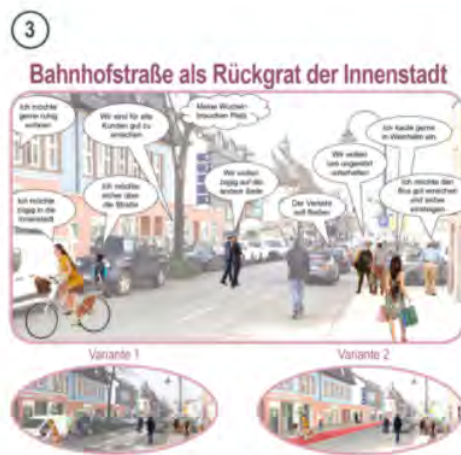 3
Bahnhofstraße als Rückgrat der Innenstadt
Ich möchte
gerne ruhig
wohnen
Wir sind für alle
Kunden gut zu
erreichen
Meine Wurzeln
brauchen Platz
Ich möchte
zügig in die
Innenstadt
Ich möchte
sicher über
die Straße
Wir wollen
zügig auf die
andere Seite
Der Verkehr
soll fließen
Wir wollen
uns ungestört
unterhalten
Ich kaufe gerne
in Weinheim ein
Ich möchte den
Bus gut erreichen
und sicher
einsteigen
Variante 1
Variante 2